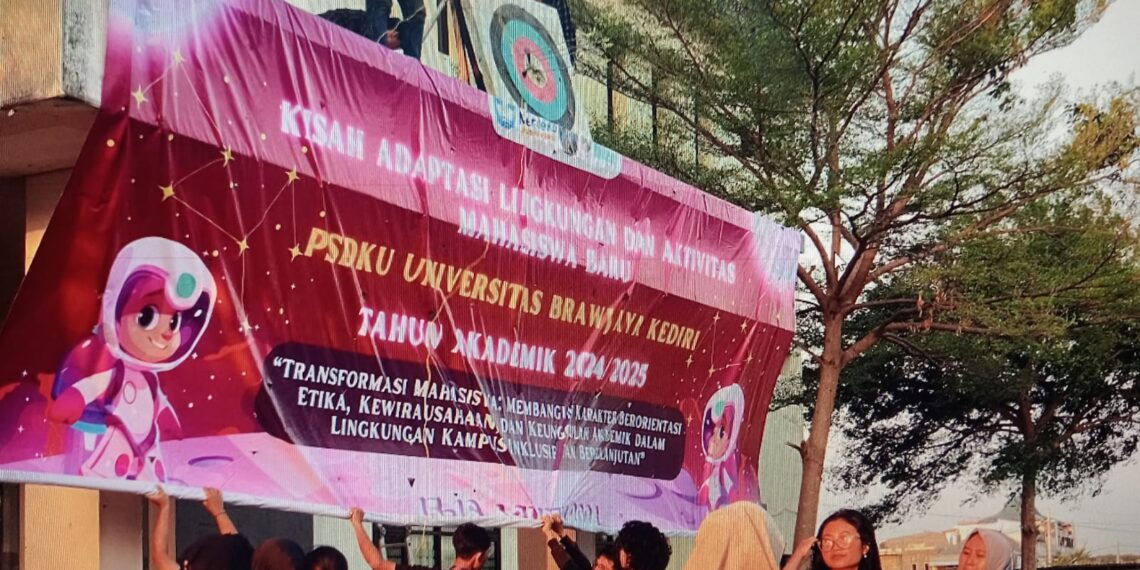 KISAH ADAPTASI LINGKUNGAN DAN AKTIVITAS
MAHASISWA BARU
PSDKU UNIVERSITAS BRAWIJAYA KEDIRI
TAHUN AKADEMIK 2024/2025
"TRANSFORMASI MAHASISWA: MEMBANGUN KARAKTER BERORIENTASI
ETIKA, KEWIRAUSAHAAN, DAN KEUNGGULAN AKADEMIK DALAM
LINGKUNGAN KAMPUS INKLUSIF DAN BERKELANJUTAN"